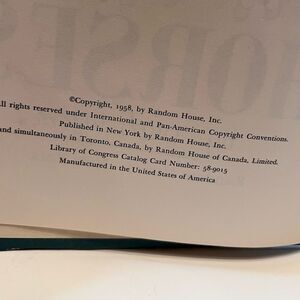 ©Copyright, 1958, by Random House, Inc.
All rights reserved under International and Pan-American Copyright Conventions.
Published in New York by Random House, Inc.
and simultaneously in Toronto, Canada, by Random House of Canada, Limited.
Library of Congress Catalog Card Number: 58-9015
Manufactured in the United States of America